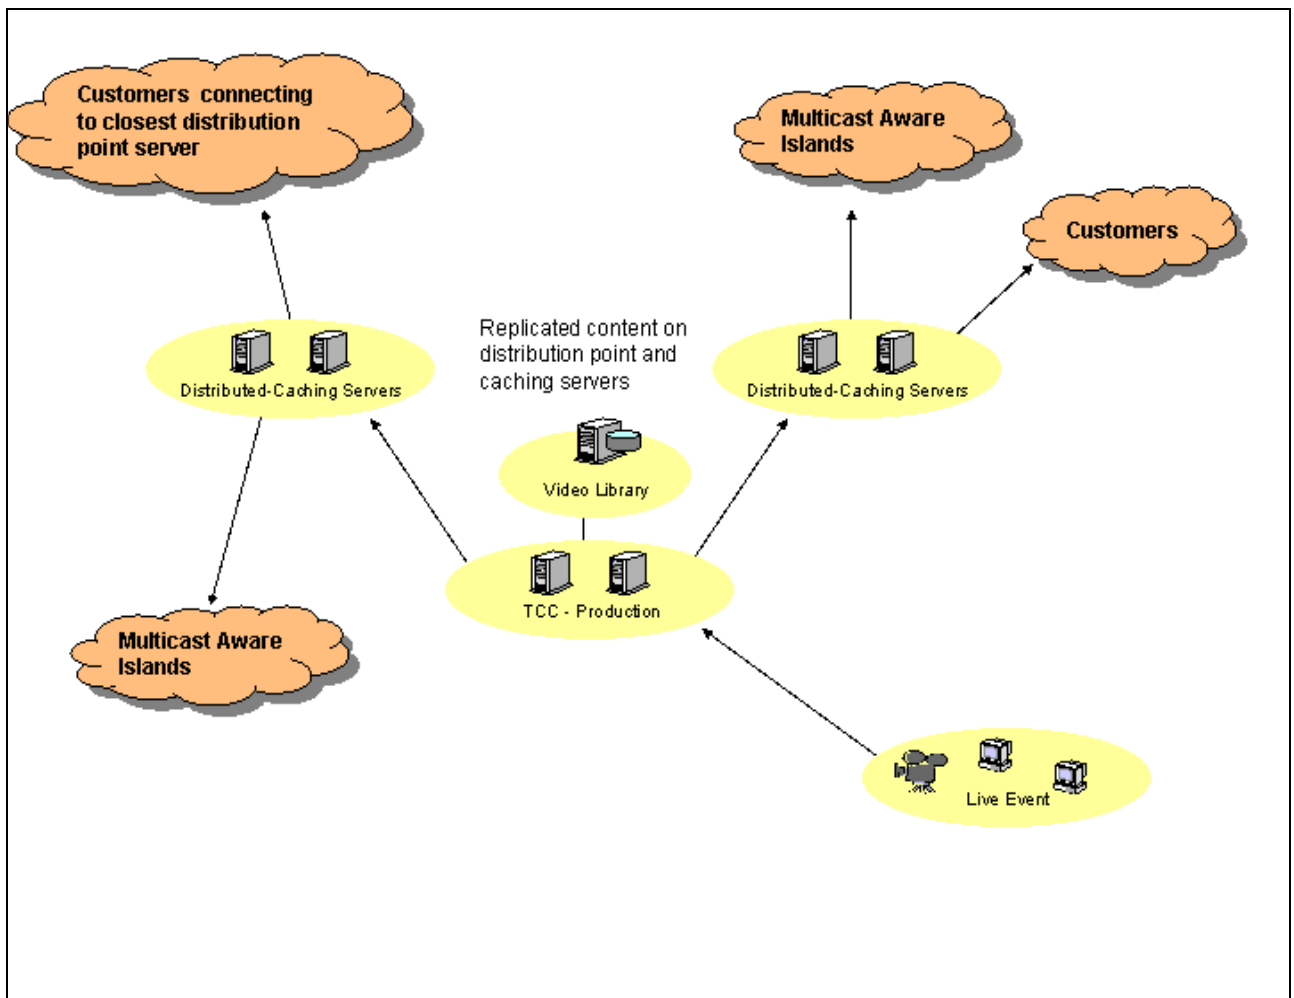 Customers connecting
to closest distribution
point server
Multicast Aware
Islands
Customers
Replicated content on
distribution point and
caching servers
Distributed-Caching Servers
Distributed-Caching Servers
Video Library
TCC - Production
Multicast Aware
Islands
Live Event